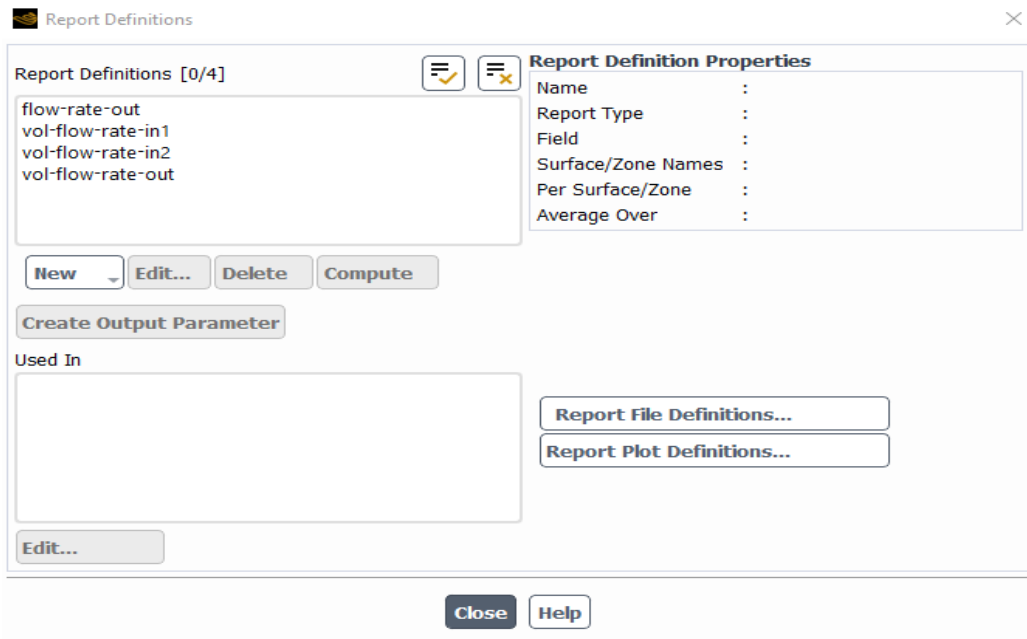 Report Definitions
Report Definitions [0/4]
flow-rate-out
vol-flow-rate-in1
vol-flow-rate-in2
vol-flow-rate-out
New
Edit...
Delete
Compute
Create Output Parameter
Used In
Edit...
Report Definition Properties
Name :
Report Type :
Field :
Surface/Zone Names :
Per Surface/Zone :
Average Over :
Report File Definitions...
Report Plot Definitions...
Close
Help